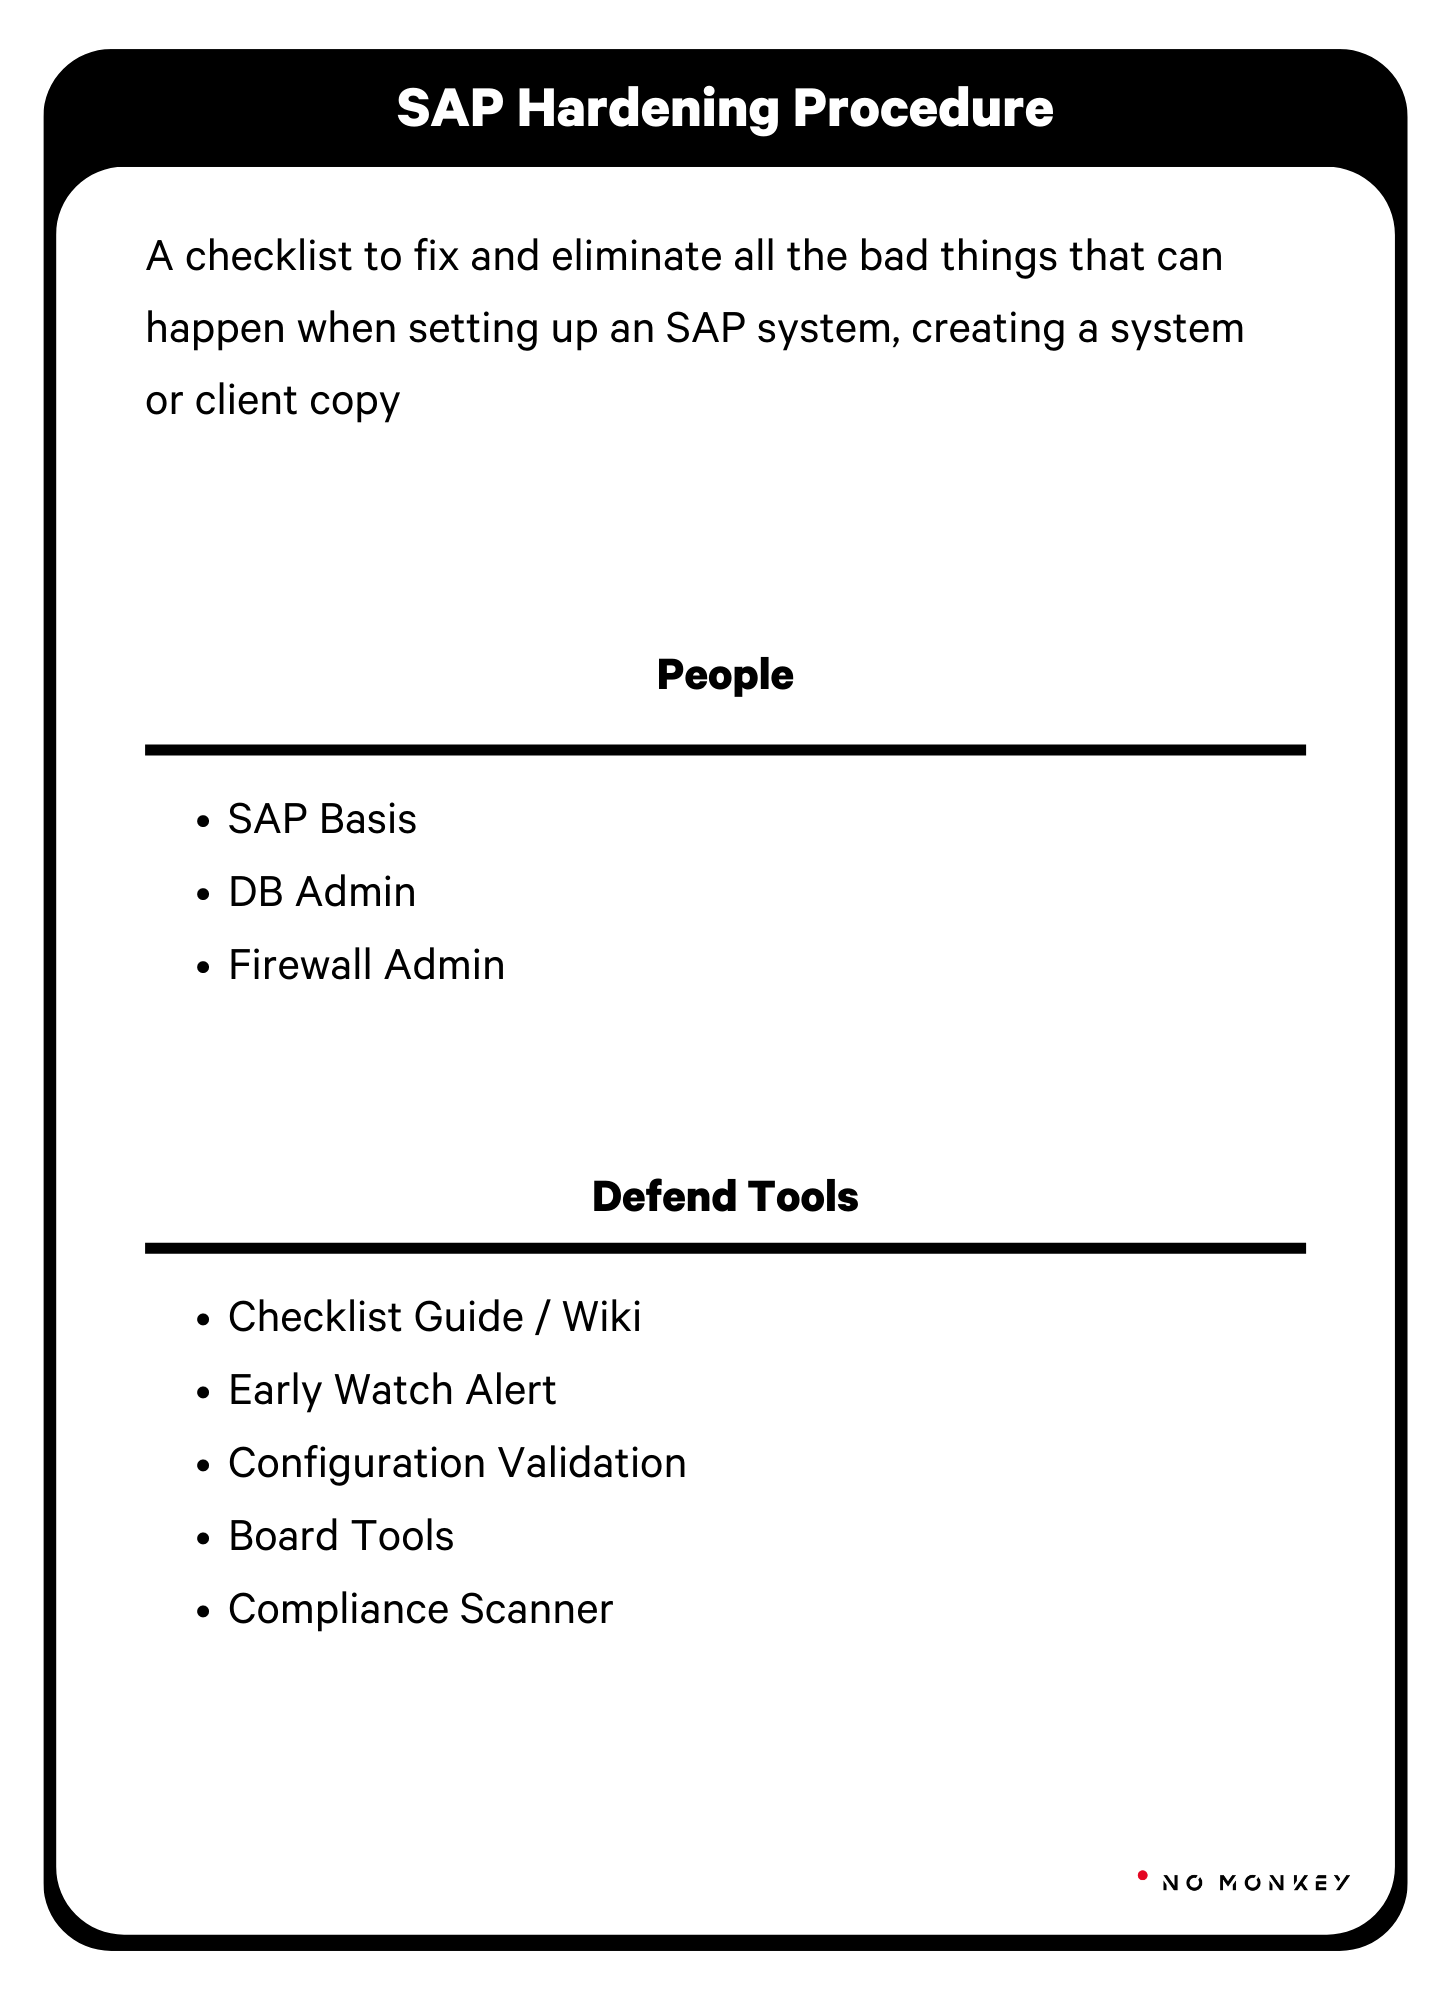 SAP Hardening Procedure
A checklist to fix and eliminate all the bad things that can
happen when setting up an SAP system, creating a system
or client copy
People
• SAP Basis
• DB Admin
• Firewall Admin
Defend Tools
• Checklist Guide / Wiki
• Early Watch Alert
• Configuration Validation
• Board Tools
• Compliance Scanner
NO MONKEY